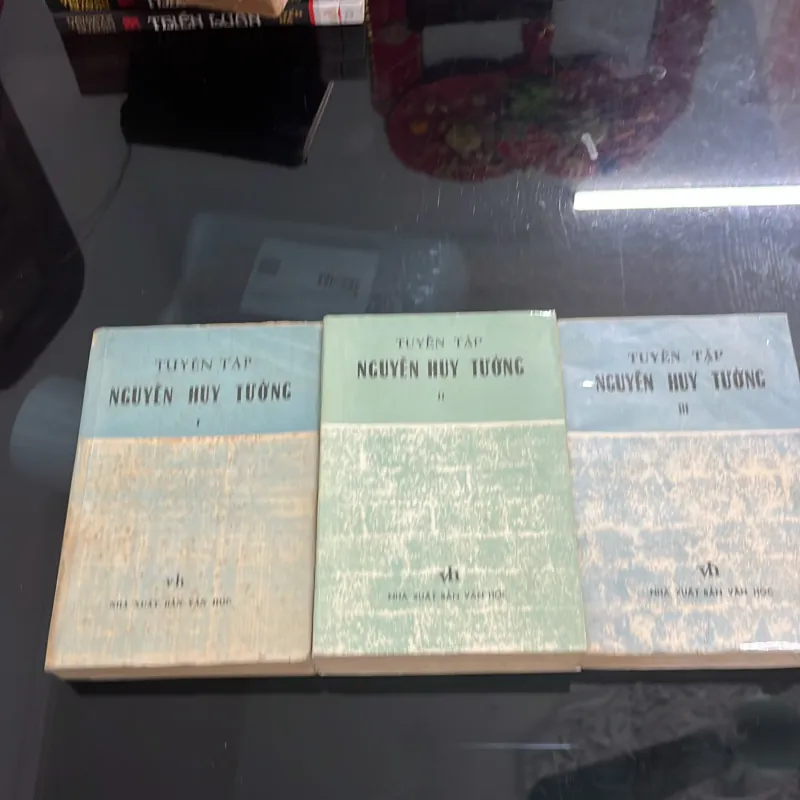 TRIỆN
TUYỂN TẬP
NGUYỄN HUY TƯỞNG
I
vh
NHÀ XUẤT BẢN VĂN HỌC
TUYỂN TẬP
NGUYỄN HUY TƯỞNG
II
vh
NHÀ XUẤT BẢN VĂN HỌC
TUYỂN TẬP
NGUYỄN HUY TƯỞNG
III
vh
NHÀ XUẤT BẢN VĂN HỌC